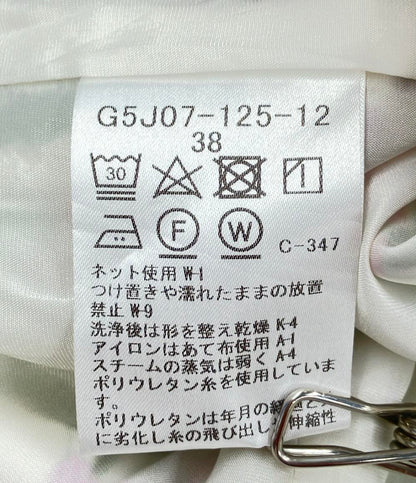 G5J07-125-12
38
30
F W C-347
ネット使用 W-1
つけ置きや濡れたままの放置
禁止 W-9
洗浄後は形を整え乾燥 K-4
アイロンはあて布使用 A-1
スチームの蒸気は弱く A-4
ポリウレタン糸を使用していま
す。
ポリウレタンは年月の経過とと
に劣化し糸の飛び出し 伸縮性